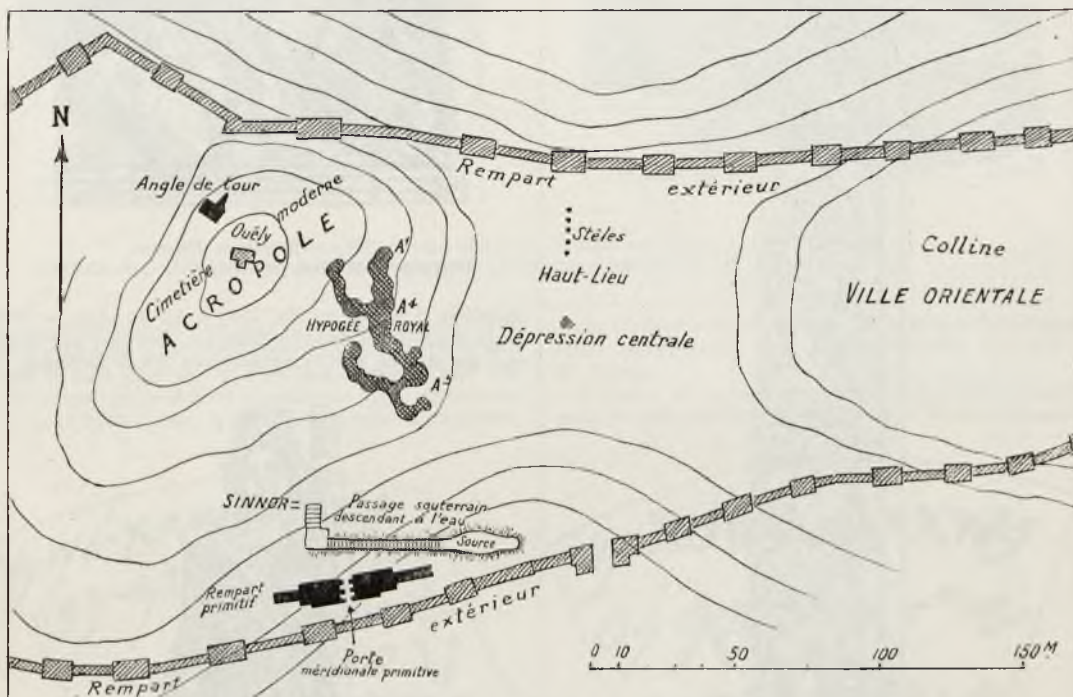 N
Rempart
extérieur
Angle de tour
Ouély
moderne
Cimetière
ACROPOLE
A¹
Stèles
Haut-Lieu
Colline
VILLE ORIENTALE
A⁴
HYPOGÉE ROYAL
Dépression centrale
A³
SINNOR=
Passage souterrain
descendant à l'eau
Source
Rempart
primitif
extérieur
Porte
méridionale primitive
Rempart
0 10 50 100 150 M